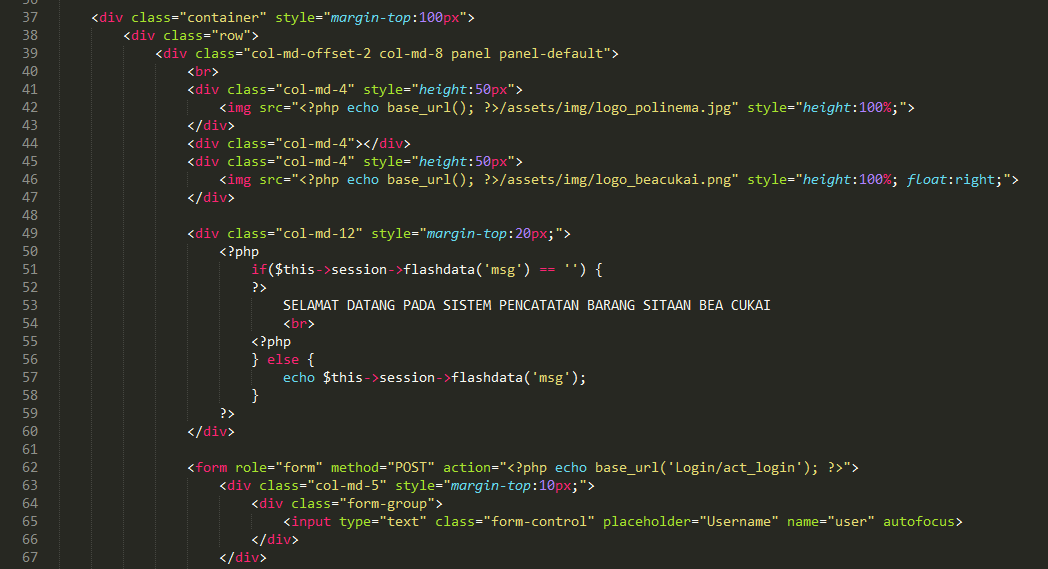 37 <div class="container" style="margin-top:100px">
38 <div class="row">
39 <div class="col-md-offset-2 col-md-8 panel panel-default">
40 <br>
41 <div class="col-md-4" style="height:50px">
42 <img src="<?php echo base_url(); ?>/assets/img/logo_polinema.jpg" style="height:100%;">
43 </div>
44 <div class="col-md-4"></div>
45 <div class="col-md-4" style="height:50px">
46 <img src="<?php echo base_url(); ?>/assets/img/logo_beacukai.png" style="height:100%; float:right;">
47 </div>
48
49 <div class="col-md-12" style="margin-top:20px;">
50 <?php
51 if($this->session->flashdata('msg') == '') {
52 ?>
53 SELAMAT DATANG PADA SISTEM PENCATATAN BARANG SITAAN BEA CUKAI
54 <br>
55 <?php
56 } else {
57 echo $this->session->flashdata('msg');
58 }
59 ?>
60 </div>
61
62 <form role="form" method="POST" action="<?php echo base_url('Login/act_login'); ?>">
63 <div class="col-md-5" style="margin-top:10px;">
64 <div class="form-group">
65 <input type="text" class="form-control" placeholder="Username" name="user" autofocus>
66 </div>
67 </div>